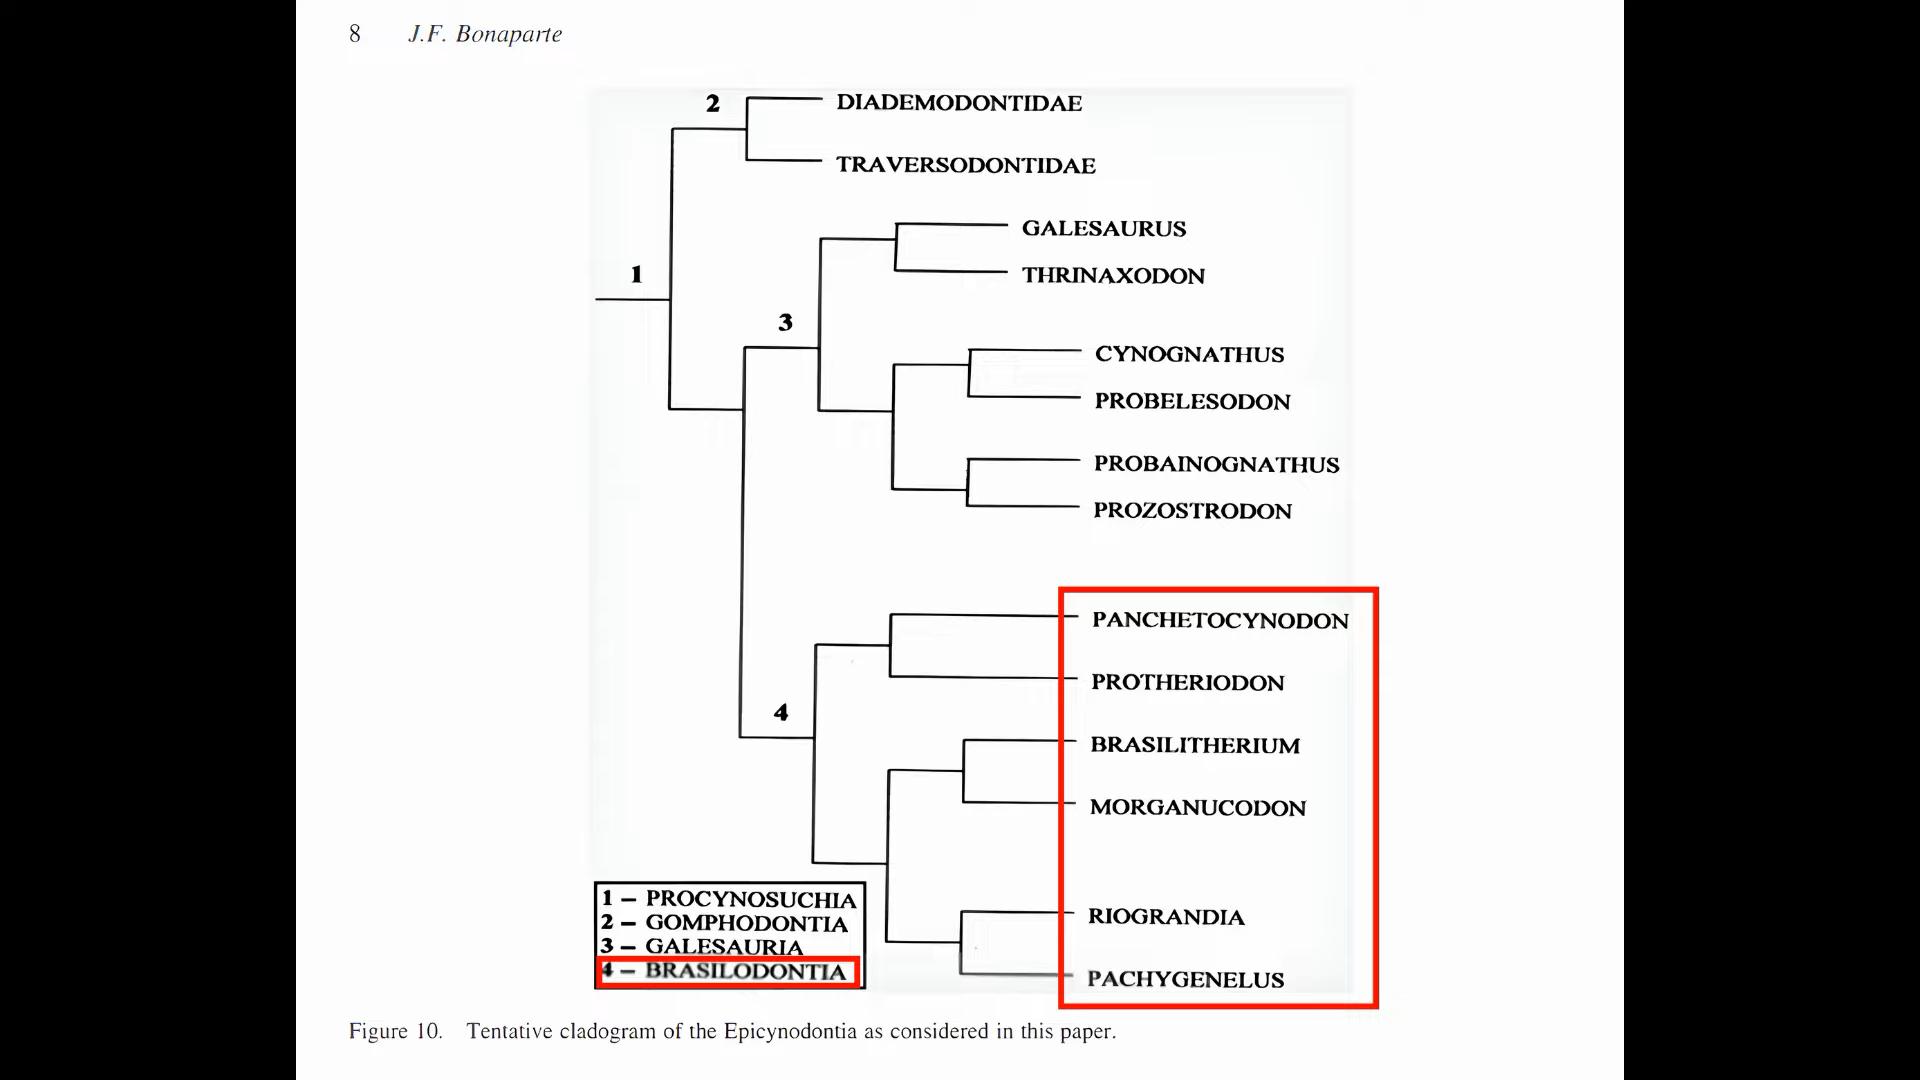 8 J.F. Bonaparte
2
DIADEMODONTIDAE
TRAVERSODONTIDAE
GALESAURUS
1
THRINAXODON
3
CYNOGNATHUS
PROBELESODON
PROBAINOGNATHUS
PROZOSTRODON
PANCHETOCYNODON
PROTHERIODON
4
BRASILITHERIUM
MORGANUCODON
1 – PROCYNOSUCHIA
2 – GOMPHODONTIA
3 – GALESAURIA
4 – BRASILODONTIA
RIOGRANDIA
PACHYGENELUS
Figure 10. Tentative cladogram of the Epicynodontia as considered in this paper.